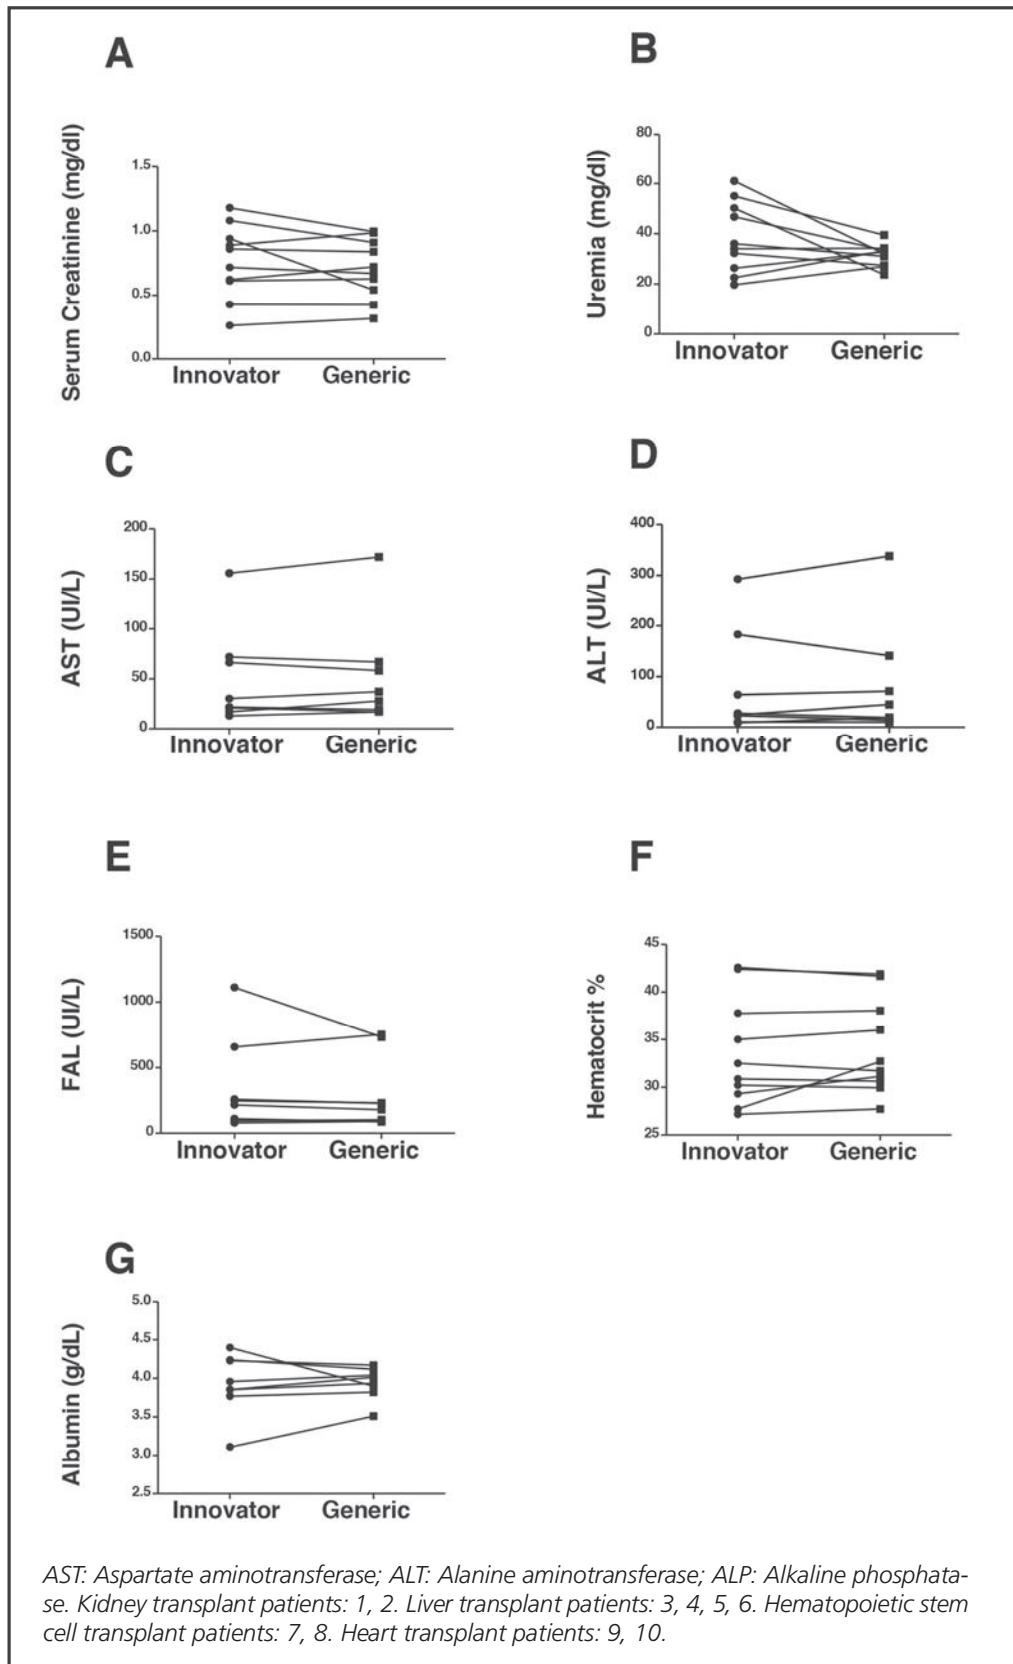 A
Serum Creatinine (mg/dl)
1.5
1.0
0.5
0.0
Innovator Generic
B
Uremia (mg/dl)
80
60
40
20
0
Innovator Generic
C
AST (UI/L)
200
150
100
50
0
Innovator Generic
D
ALT (UI/L)
400
300
200
100
0
Innovator Generic
E
FAL (UI/L)
1500
1000
500
0
Innovator Generic
F
Hematocrit %
45
40
35
30
25
Innovator Generic
G
Albumin (g/dL)
5.0
4.5
4.0
3.5
3.0
2.5
Innovator Generic
AST: Aspartate aminotransferase; ALT: Alanine aminotransferase; ALP: Alkaline phosphata-
se. Kidney transplant patients: 1, 2. Liver transplant patients: 3, 4, 5, 6. Hematopoietic stem
cell transplant patients: 7, 8. Heart transplant patients: 9, 10.